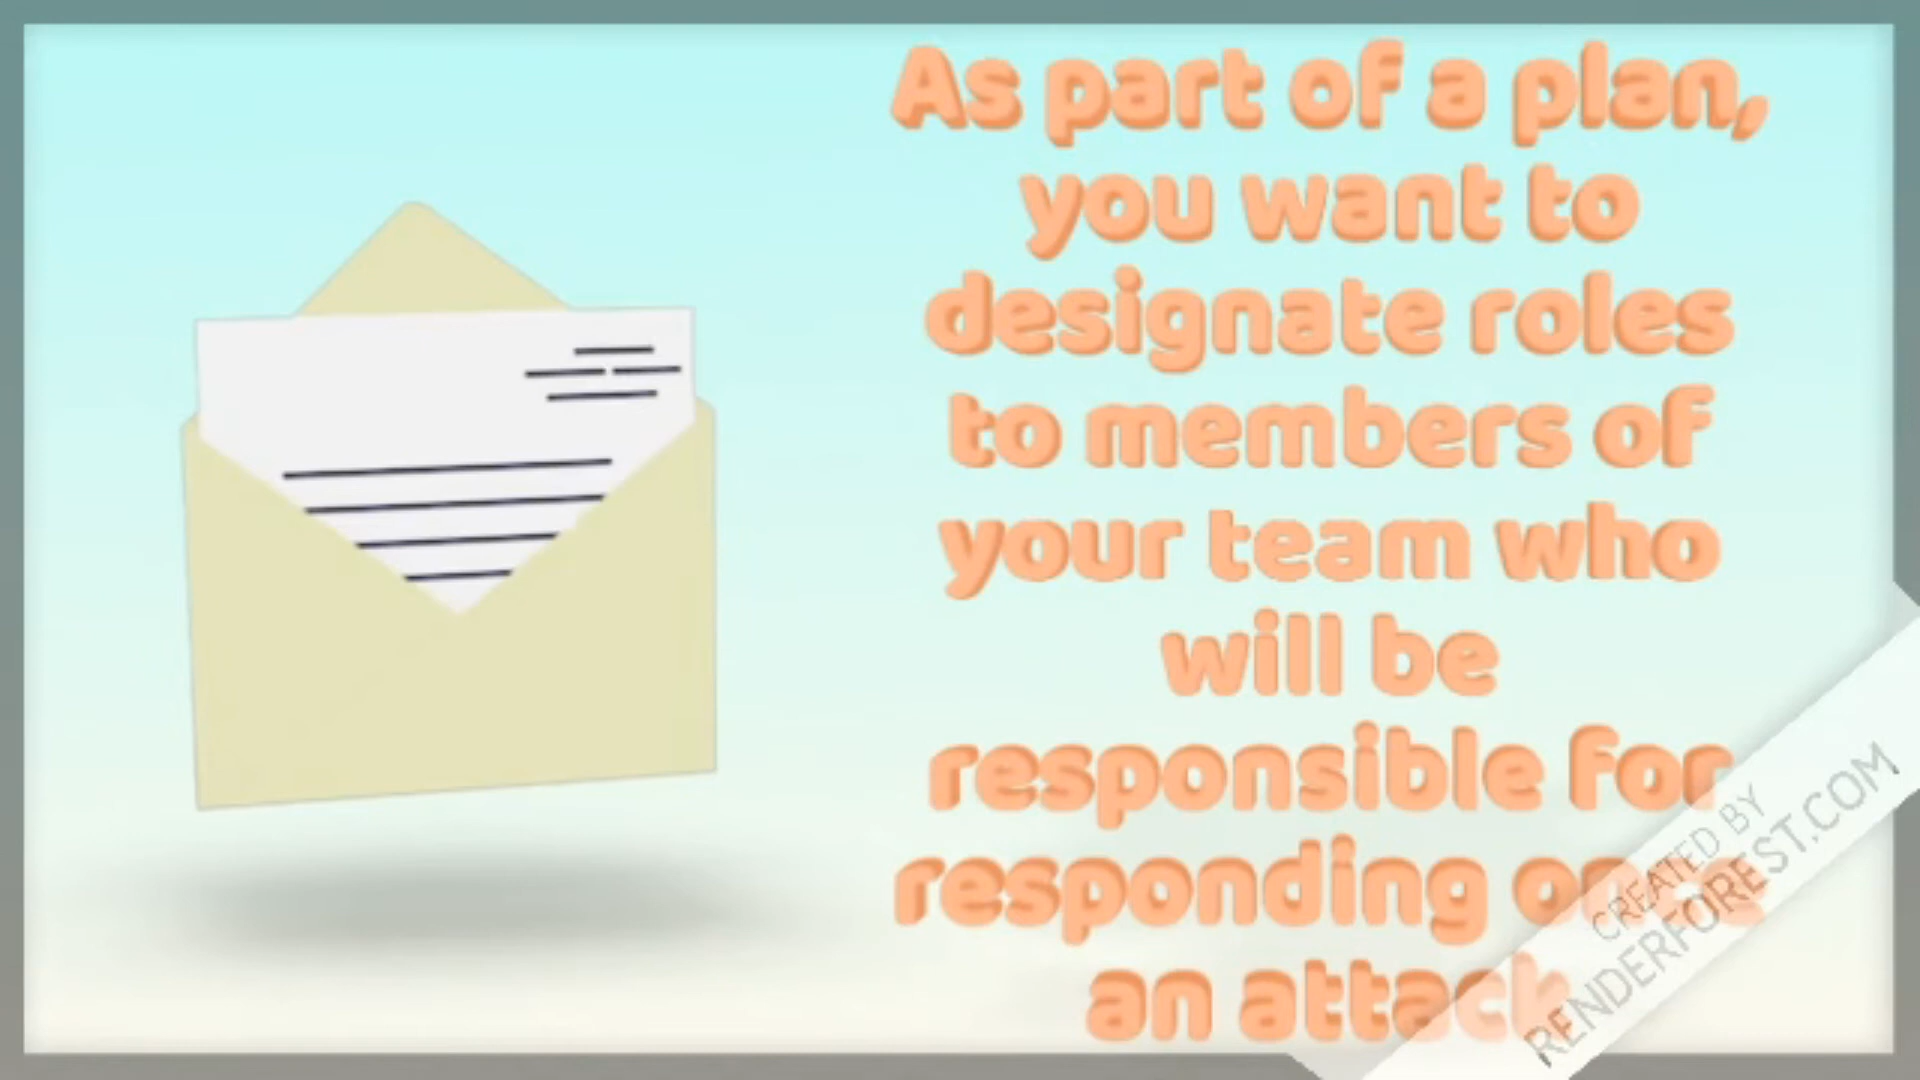 As part of a plan,
you want to
designate roles
to members of
your team who
will be
responsible for
responding
an attack
CREATED BY
RENDERFOREST.COM